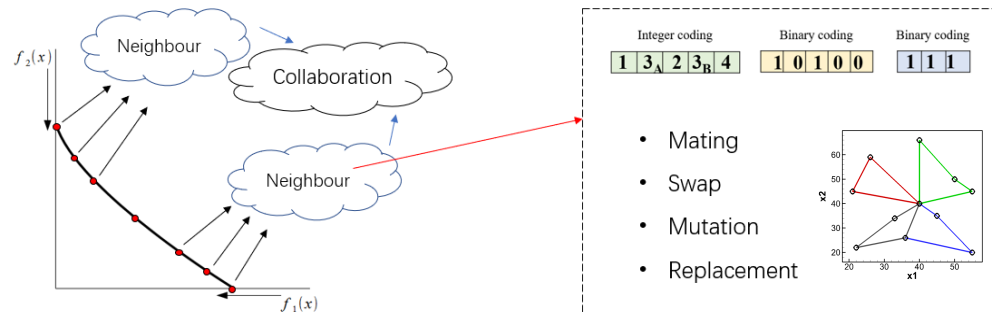 f₂(x)
Neighbour
Collaboration
Neighbour
f₁(x)
Integer coding
Binary coding
Binary coding
1 3A 2 3B 4
1 0 1 0 0
1 1 1
• Mating
• Swap
• Mutation
• Replacement
x2
60
50
40
30
20
20 30 40 50
x1